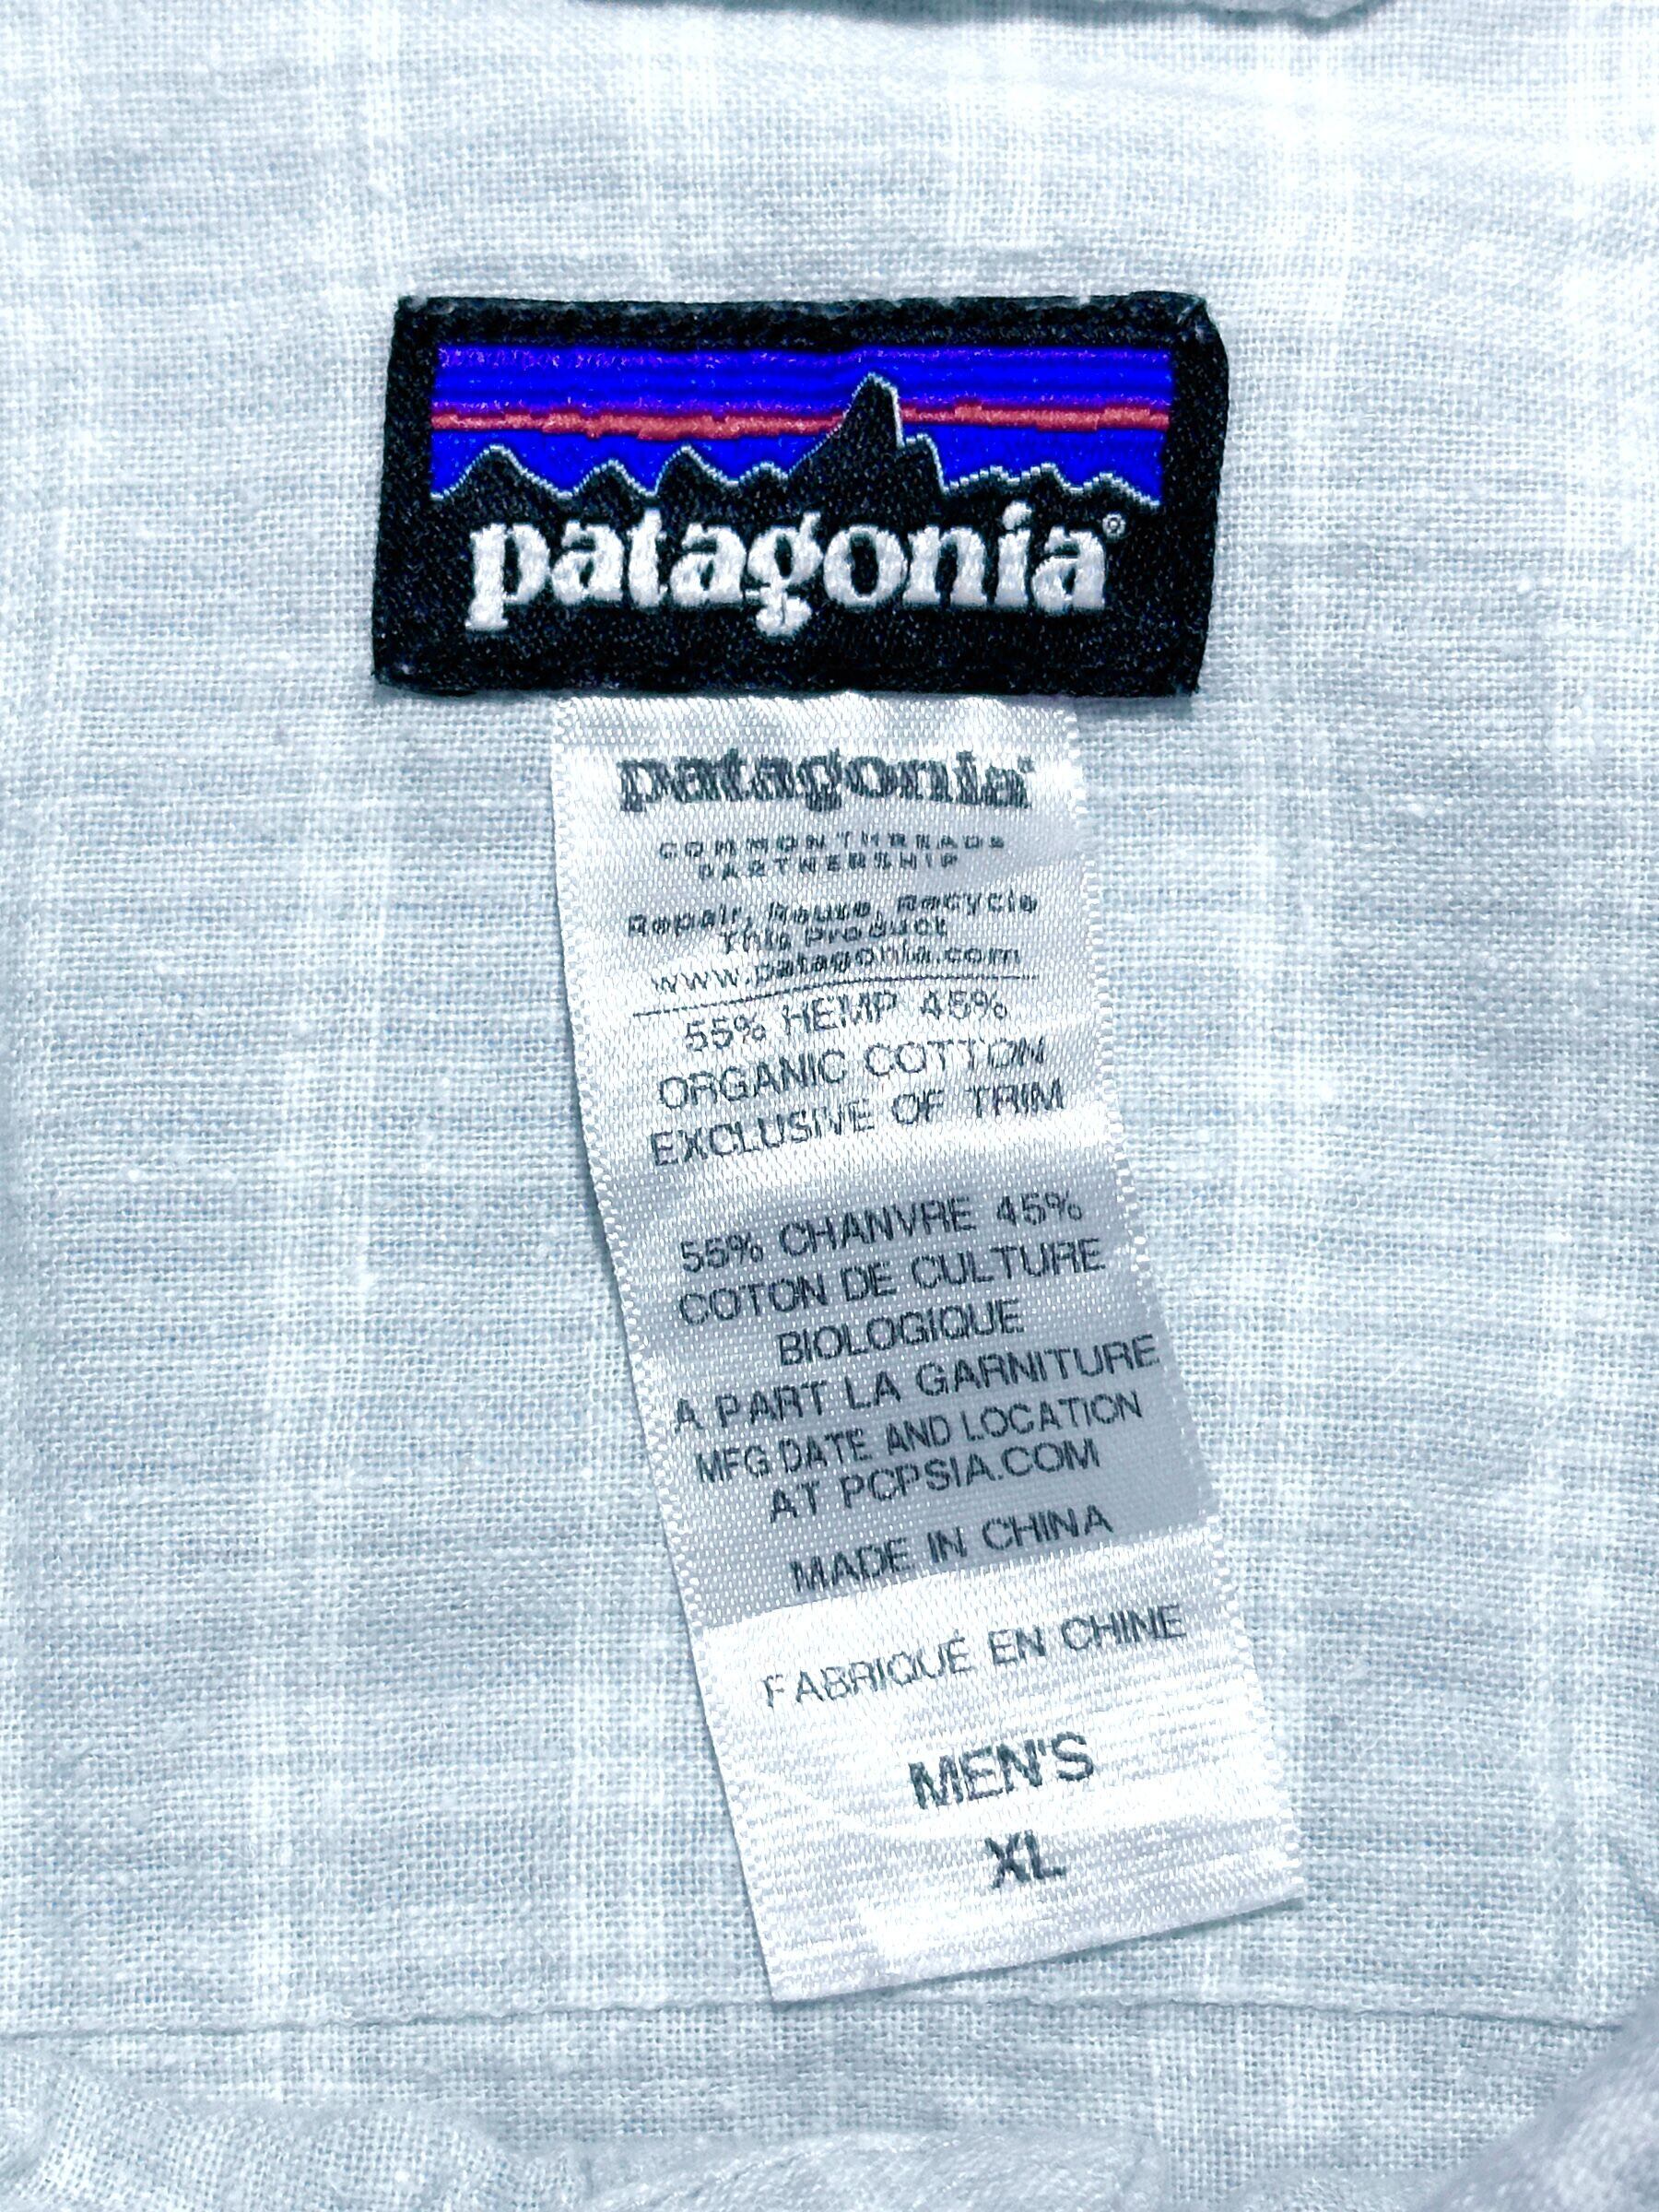 patagonia®
patagonia®
COMMON THREADS
PARTNERSHIP
Repair, Reuse, Recycle
This Product
www.patagonia.com
55% HEMP 45%
ORGANIC COTTON
EXCLUSIVE OF TRIM
55% CHANVRE 45%
COTON DE CULTURE
BIOLOGIQUE
A PART LA GARNITURE
MFG DATE AND LOCATION
AT PCPSIA.COM
MADE IN CHINA
FABRIQUÉ EN CHINE
MEN'S
XL